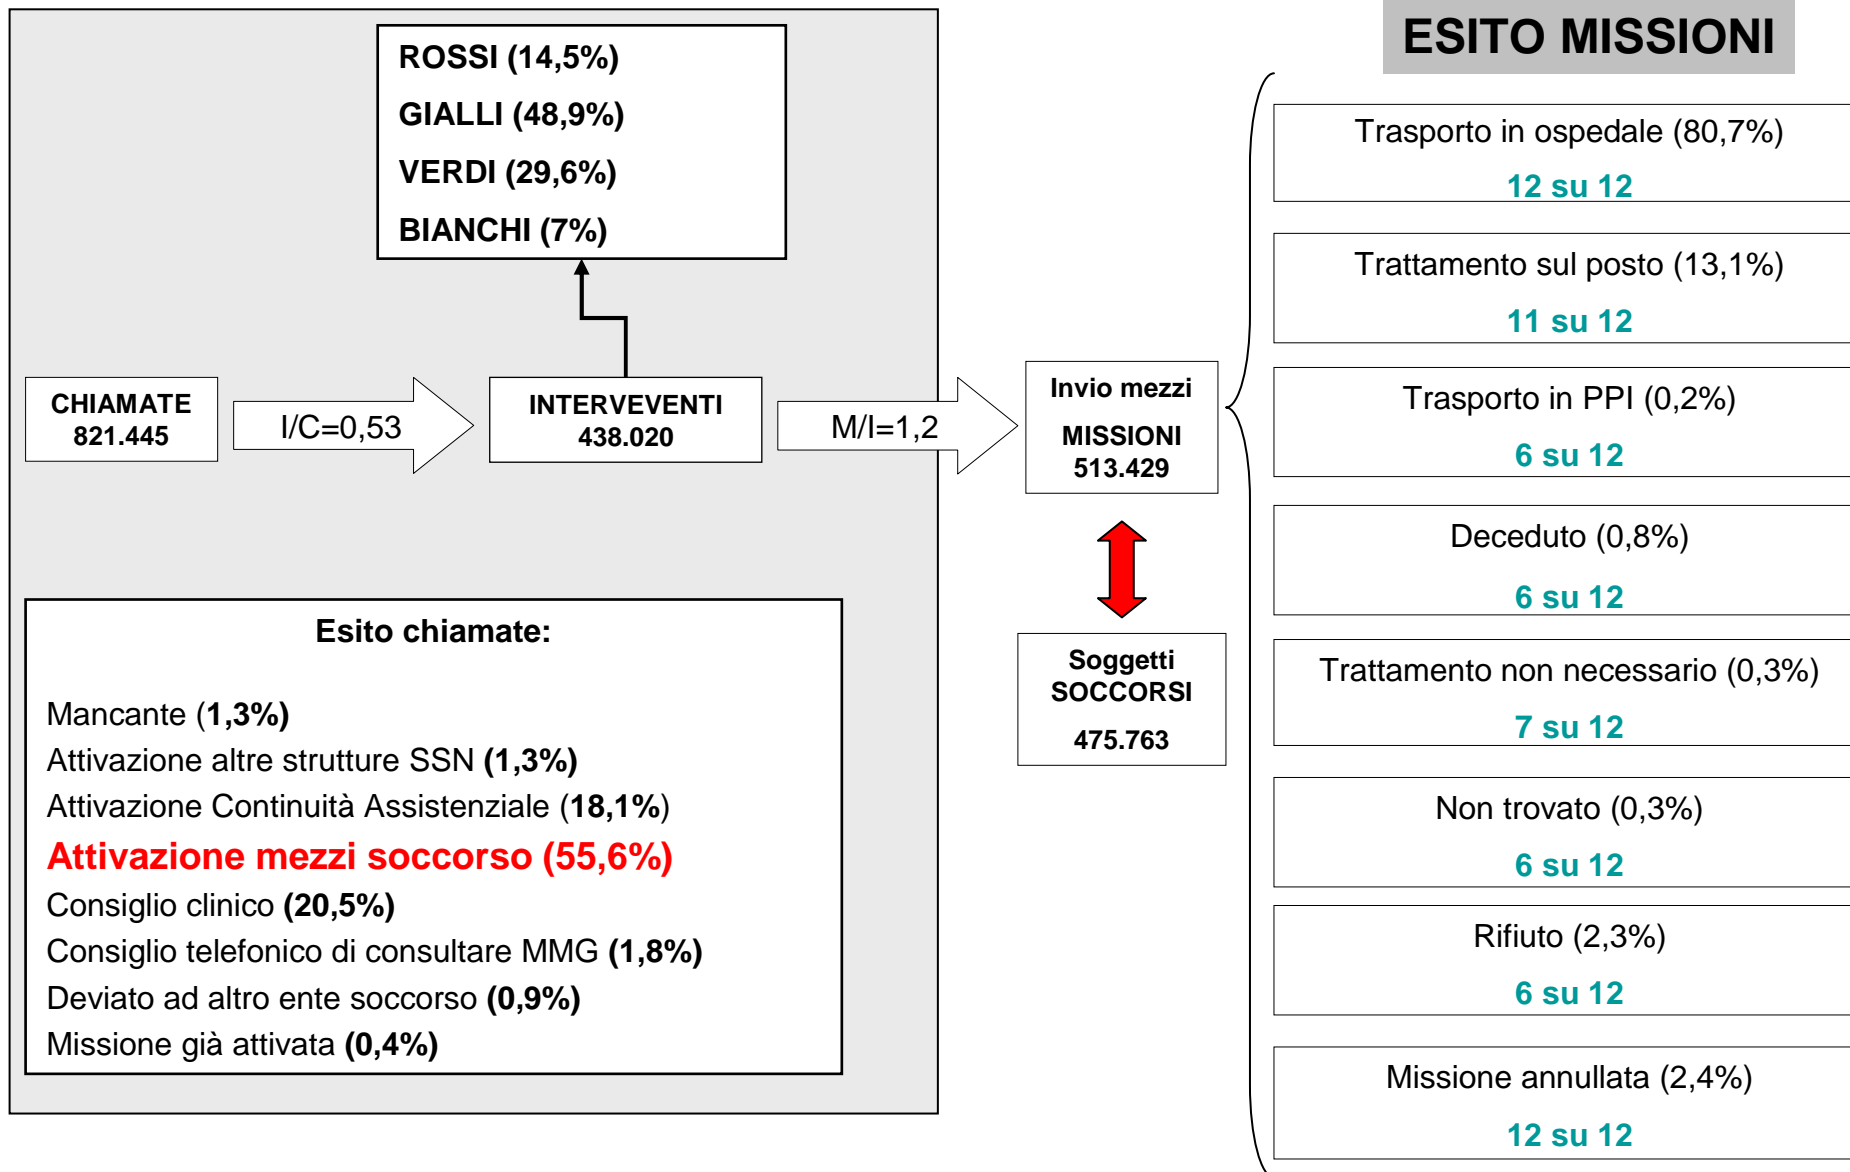 ROSSI (14,5%)
GIALLI (48,9%)
VERDI (29,6%)
BIANCHI (7%)
CHIAMATE
821.445
I/C=0,53
INTERVEVENTI
438.020
M/I=1,2
Invio mezzi
MISSIONI
513.429
Soggetti
SOCCORSI
475.763
Esito chiamate:
Mancante (1,3%)
Attivazione altre strutture SSN (1,3%)
Attivazione Continuità Assistenziale (18,1%)
Attivazione mezzi soccorso (55,6%)
Consiglio clinico (20,5%)
Consiglio telefonico di consultare MMG (1,8%)
Deviato ad altro ente soccorso (0,9%)
Missione già attivata (0,4%)
ESITO MISSIONI
Trasporto in ospedale (80,7%)
12 su 12
Trattamento sul posto (13,1%)
11 su 12
Trasporto in PPI (0,2%)
6 su 12
Deceduto (0,8%)
6 su 12
Trattamento non necessario (0,3%)
7 su 12
Non trovato (0,3%)
6 su 12
Rifiuto (2,3%)
6 su 12
Missione annullata (2,4%)
12 su 12